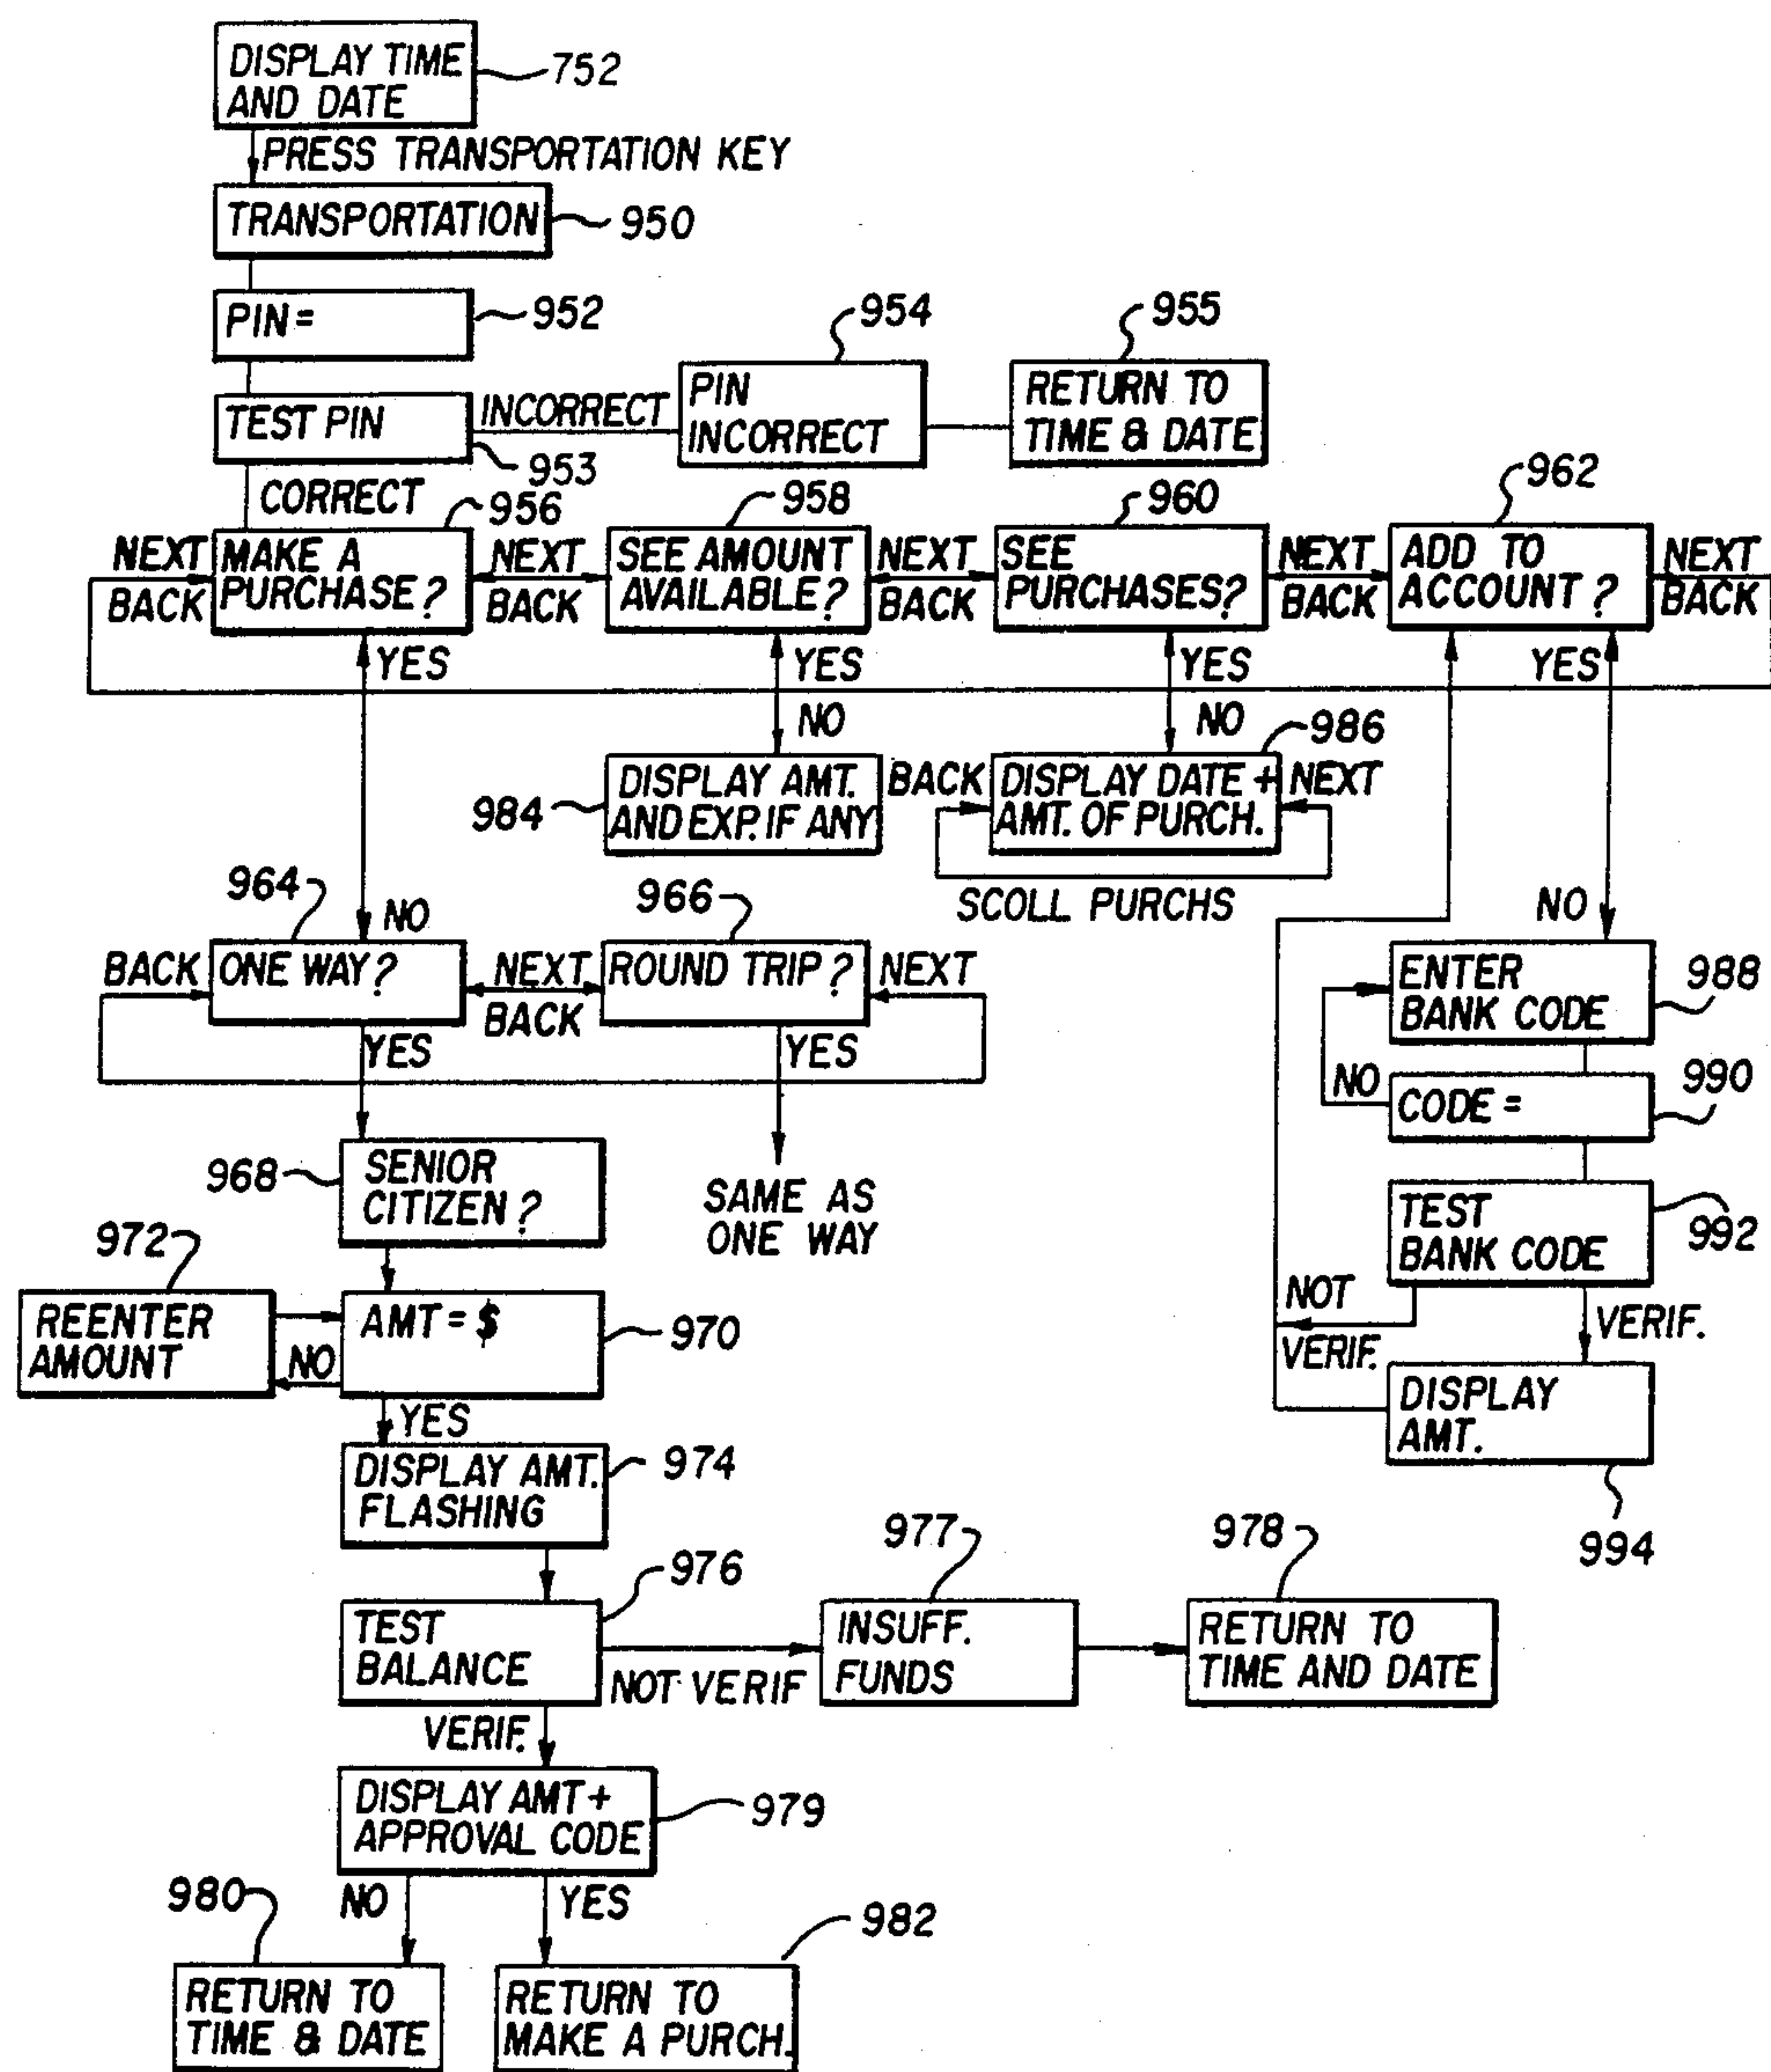 DISPLAY TIME
AND DATE
752
PRESS TRANSPORTATION KEY
TRANSPORTATION
950
PIN =
952
TEST PIN
953
INCORRECT
954
PIN
INCORRECT
955
RETURN TO
TIME & DATE
CORRECT
956
958
960
962
NEXT
BACK
MAKE A
PURCHASE?
NEXT
BACK
SEE AMOUNT
AVAILABLE?
NEXT
BACK
SEE
PURCHASES?
NEXT
BACK
ADD TO
ACCOUNT?
NEXT
BACK
YES
YES
YES
YES
NO
NO
986
984
DISPLAY AMT.
AND EXP. IF ANY
BACK
DISPLAY DATE +
AMT. OF PURCH.
NEXT
SCOLL PURCHS
964
NO
966
NO
BACK
ONE WAY?
NEXT
BACK
ROUND TRIP?
NEXT
ENTER
BANK CODE
988
YES
YES
NO
CODE =
990
968
SENIOR
CITIZEN?
SAME AS
ONE WAY
TEST
BANK CODE
992
972
REENTER
AMOUNT
NO
AMT = $
970
NOT
VERIF.
VERIF.
YES
DISPLAY AMT.
FLASHING
974
DISPLAY
AMT.
994
976
977
978
TEST
BALANCE
NOT VERIF
INSUFF.
FUNDS
RETURN TO
TIME AND DATE
VERIF.
DISPLAY AMT +
APPROVAL CODE
979
980
NO
YES
982
RETURN TO
TIME & DATE
RETURN TO
MAKE A PURCH.